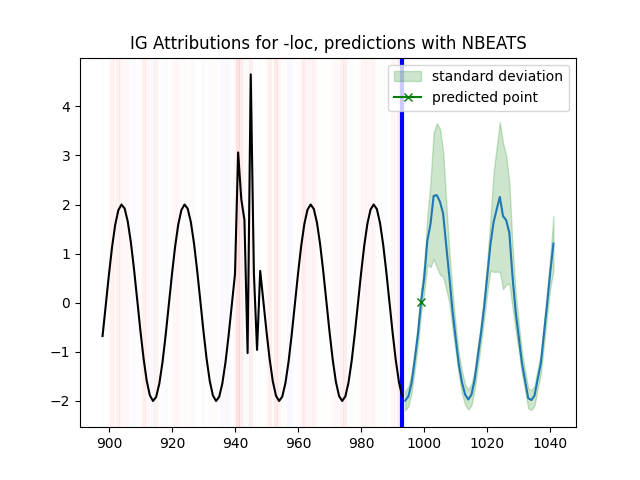 IG Attributions for -loc, predictions with NBEATS
standard deviation
predicted point
4
3
2
1
0
−1
−2
900 920 940 960 980 1000 1020 1040